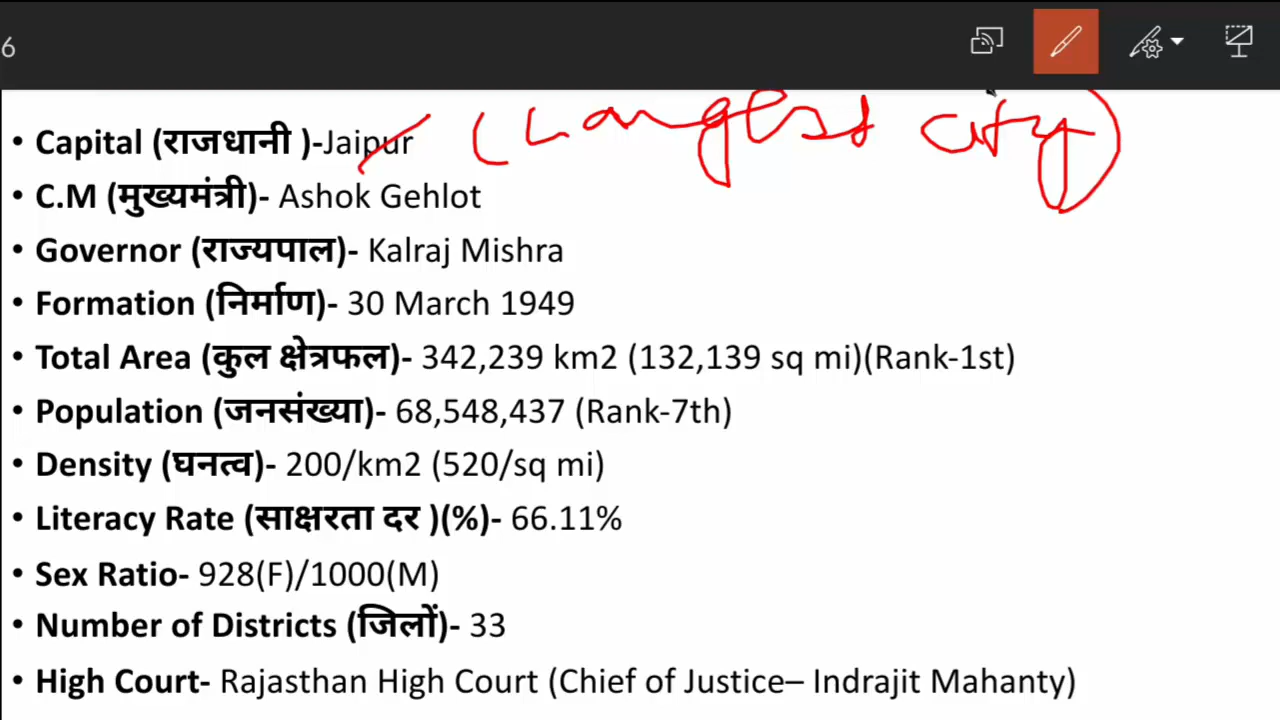 6
• Capital (राजधानी )-Jaipur (Largest city)
• C.M (मुख्यमंत्री)- Ashok Gehlot
• Governor (राज्यपाल)- Kalraj Mishra
• Formation (निर्माण)- 30 March 1949
• Total Area (कुल क्षेत्रफल)- 342,239 km2 (132,139 sq mi)(Rank-1st)
• Population (जनसंख्या)- 68,548,437 (Rank-7th)
• Density (घनत्व)- 200/km2 (520/sq mi)
• Literacy Rate (साक्षरता दर )(%)- 66.11%
• Sex Ratio- 928(F)/1000(M)
• Number of Districts (जिलों)- 33
• High Court- Rajasthan High Court (Chief of Justice– Indrajit Mahanty)